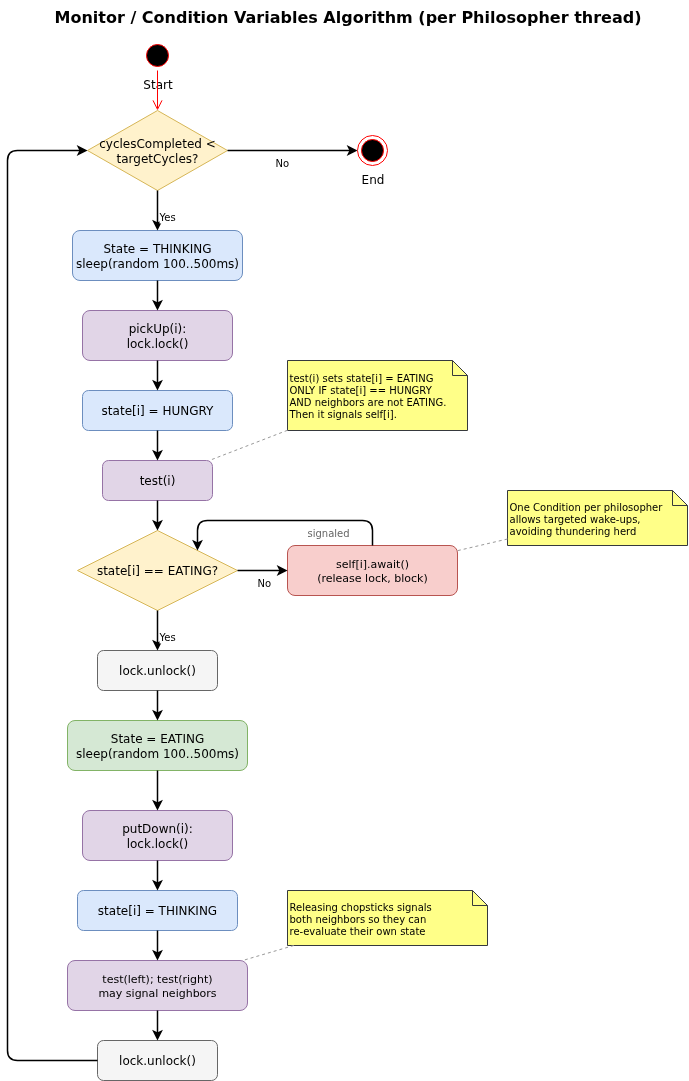 Monitor / Condition Variables Algorithm (per Philosopher thread)
Start
cyclesCompleted <
targetCycles?
No
End
Yes
State = THINKING
sleep(random 100..500ms)
pickUp(i):
lock.lock()
test(i) sets state[i] = EATING
ONLY IF state[i] == HUNGRY
AND neighbors are not EATING.
Then it signals self[i].
state[i] = HUNGRY
test(i)
One Condition per philosopher
allows targeted wake-ups,
avoiding thundering herd
signaled
state[i] == EATING?
No
self[i].await()
(release lock, block)
Yes
lock.unlock()
State = EATING
sleep(random 100..500ms)
putDown(i):
lock.lock()
state[i] = THINKING
Releasing chopsticks signals
both neighbors so they can
re-evaluate their own state
test(left); test(right)
may signal neighbors
lock.unlock()